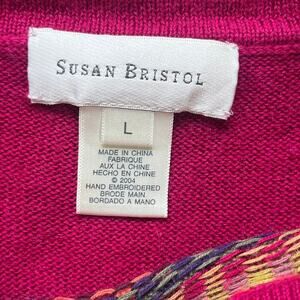 SUSAN BRISTOL
L
MADE IN CHINA
FABRIQUE
AUX LA CHINE
HECHO EN CHINE
© 2004
HAND EMBROIDERED
BRODE MAIN
BORDADO A MANO